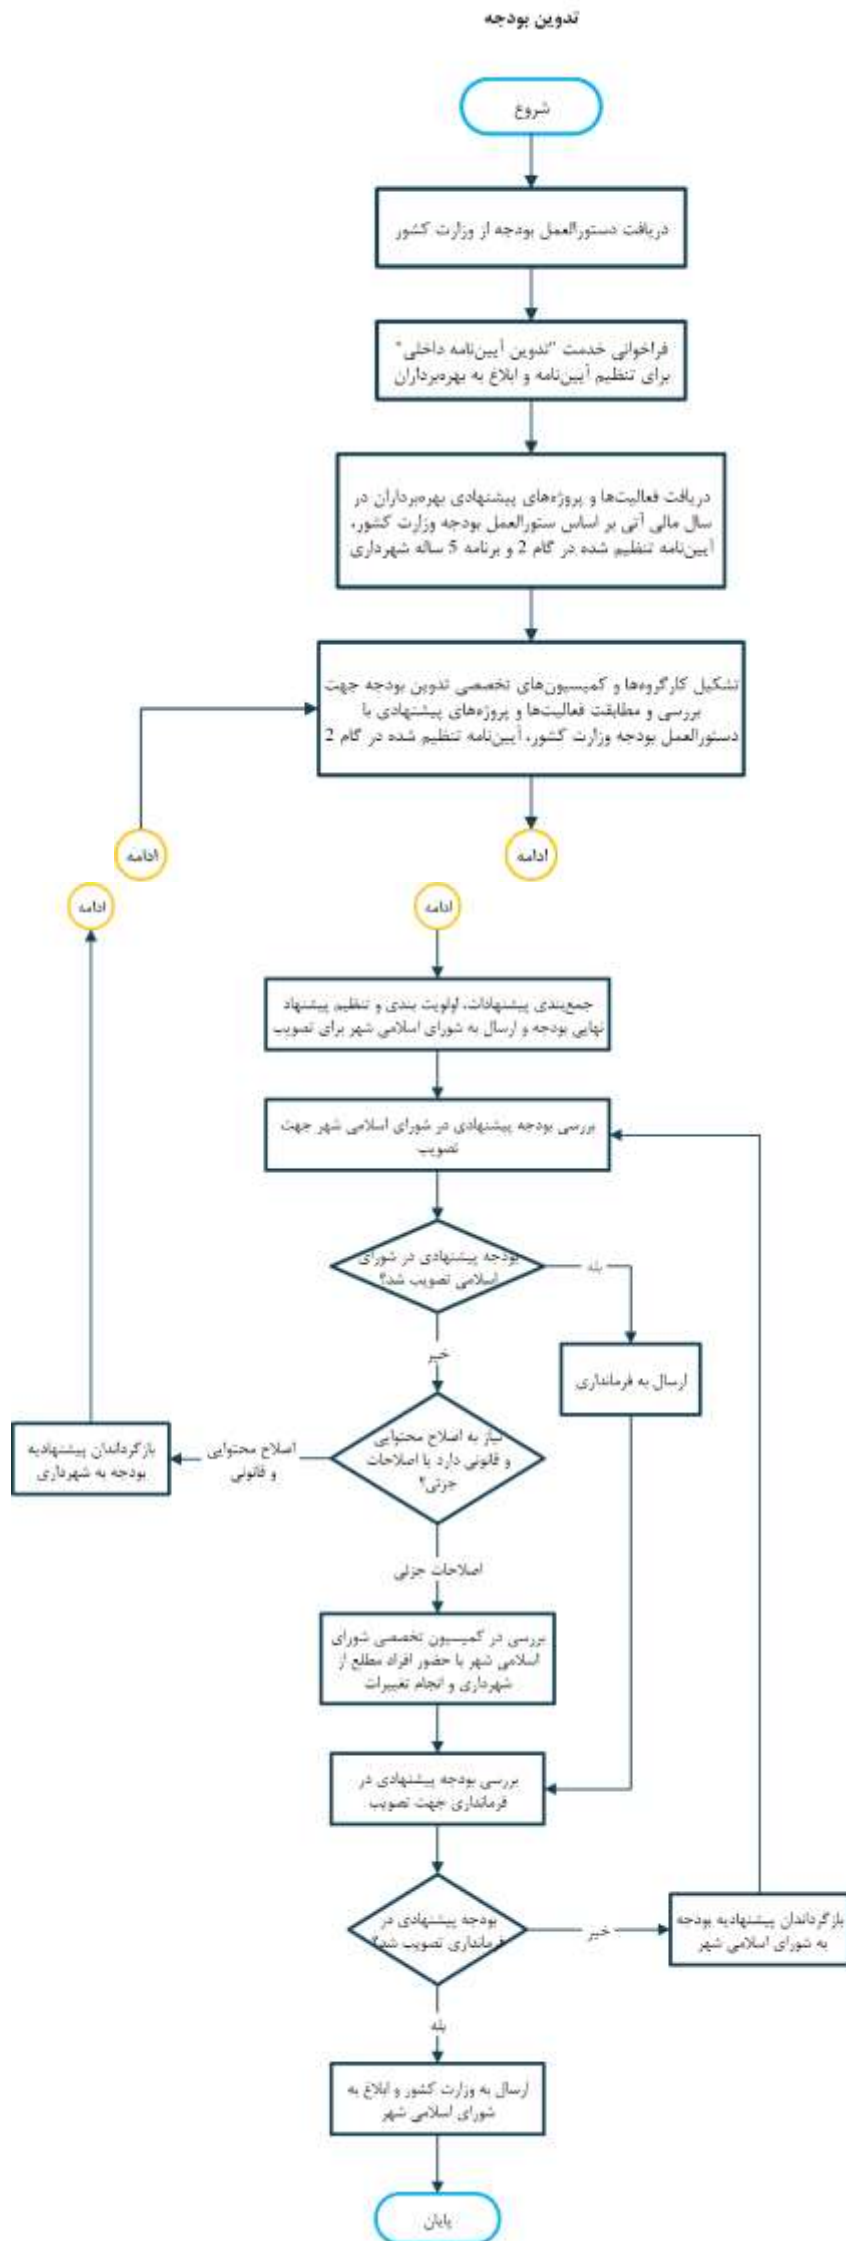 تدوین بودجه
شروع
دریافت دستورالعمل بودجه از وزارت کشور
فراخوانی خدمت "تدوین آیین‌نامه داخلی"
برای تنظیم آیین‌نامه و ابلاغ به بهره‌برداران
دریافت فعالیت‌ها و پروژه‌های پیشنهادی بهره‌برداران در
سال مالی آتی بر اساس ستورالعمل بودجه وزارت کشور،
آیین‌نامه تنظیم شده در گام 2 و برنامه 5 ساله شهرداری
تشکیل کارگروه‌ها و کمیسیون‌های تخصصی تدوین بودجه جهت
بررسی و مطابقت فعالیت‌ها و پروژه‌های پیشنهادی با
دستورالعمل بودجه وزارت کشور، آیین‌نامه تنظیم شده در گام 2
ادامه
ادامه
ادامه
ادامه
جمع‌بندی پیشنهادات، اولویت بندی و تنظیم پیشنهاد
نهایی بودجه و ارسال به شورای اسلامی شهر برای تصویب
بررسی بودجه پیشنهادی در شورای اسلامی شهر جهت
تصویب
بودجه پیشنهادی در شورای
اسلامی تصویب شد؟
بله
خیر
ارسال به فرمانداری
نیاز به اصلاح محتوایی
و قانونی دارد یا اصلاحات
جزئی؟
اصلاح محتوایی
و قانونی
بازگرداندن پیشنهادیه
بودجه به شهرداری
اصلاحات جزئی
بررسی در کمیسیون تخصصی شورای
اسلامی شهر با حضور افراد مطلع از
شهرداری و انجام تغییرات
بررسی بودجه پیشنهادی در
فرمانداری جهت تصویب
بودجه پیشنهادی در
فرمانداری تصویب شد؟
خیر
بازگرداندن پیشنهادیه بودجه
به شورای اسلامی شهر
بله
ارسال به وزارت کشور و ابلاغ به
شورای اسلامی شهر
پایان